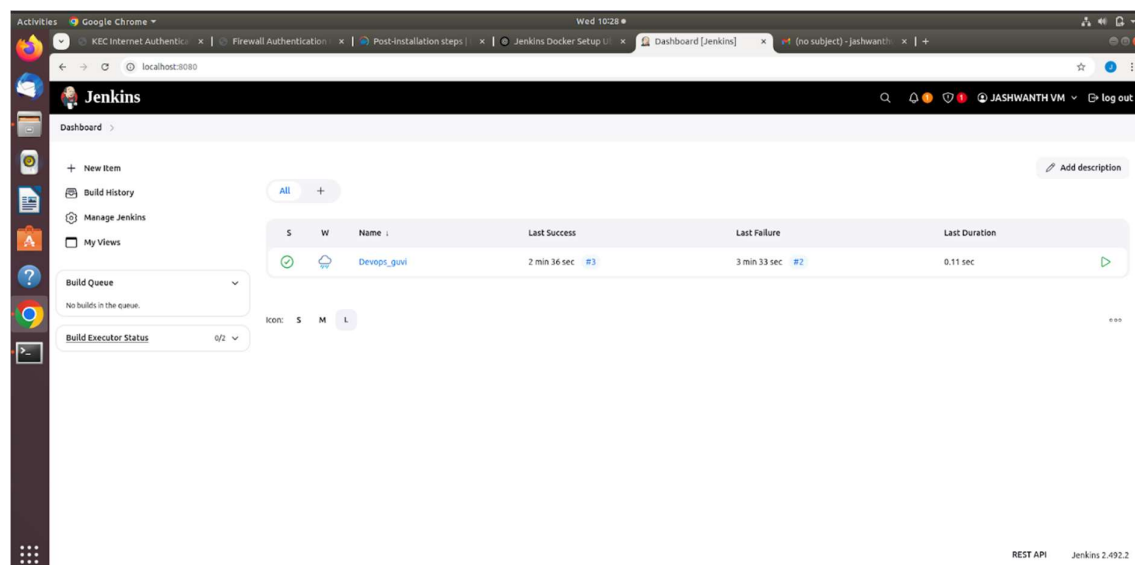 Activities Google Chrome Wed 10:28
KEC Internet Authentica Firewall Authentication Post-installation steps | Jenkins Docker Setup U Dashboard [Jenkins] (no subject) - jashwanth
localhost:8080
Jenkins 1 1 JASHWANTH VM log out
Dashboard
New Item
Add description
Build History
All +
Manage Jenkins
My Views
S W Name ↓ Last Success Last Failure Last Duration
Devops_guvi 2 min 36 sec #3 3 min 33 sec #2 0.11 sec
Build Queue
No builds in the queue.
Icon: S M L
Build Executor Status 0/2
REST API Jenkins 2.492.2